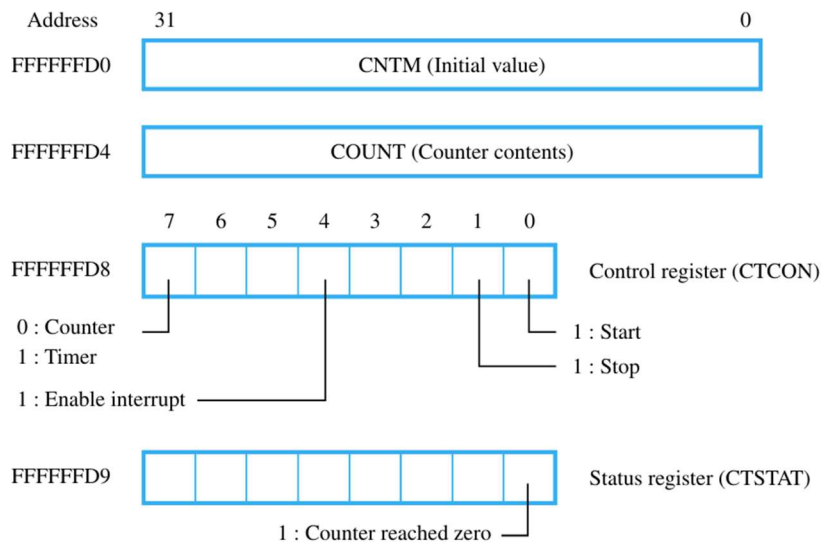 Address 31 0
FFFFFFD0 CNTM (Initial value)
FFFFFFD4 COUNT (Counter contents)
7 6 5 4 3 2 1 0
FFFFFFD8 Control register (CTCON)
0 : Counter
1 : Start
1 : Timer
1 : Stop
1 : Enable interrupt
FFFFFFD9 Status register (CTSTAT)
1 : Counter reached zero